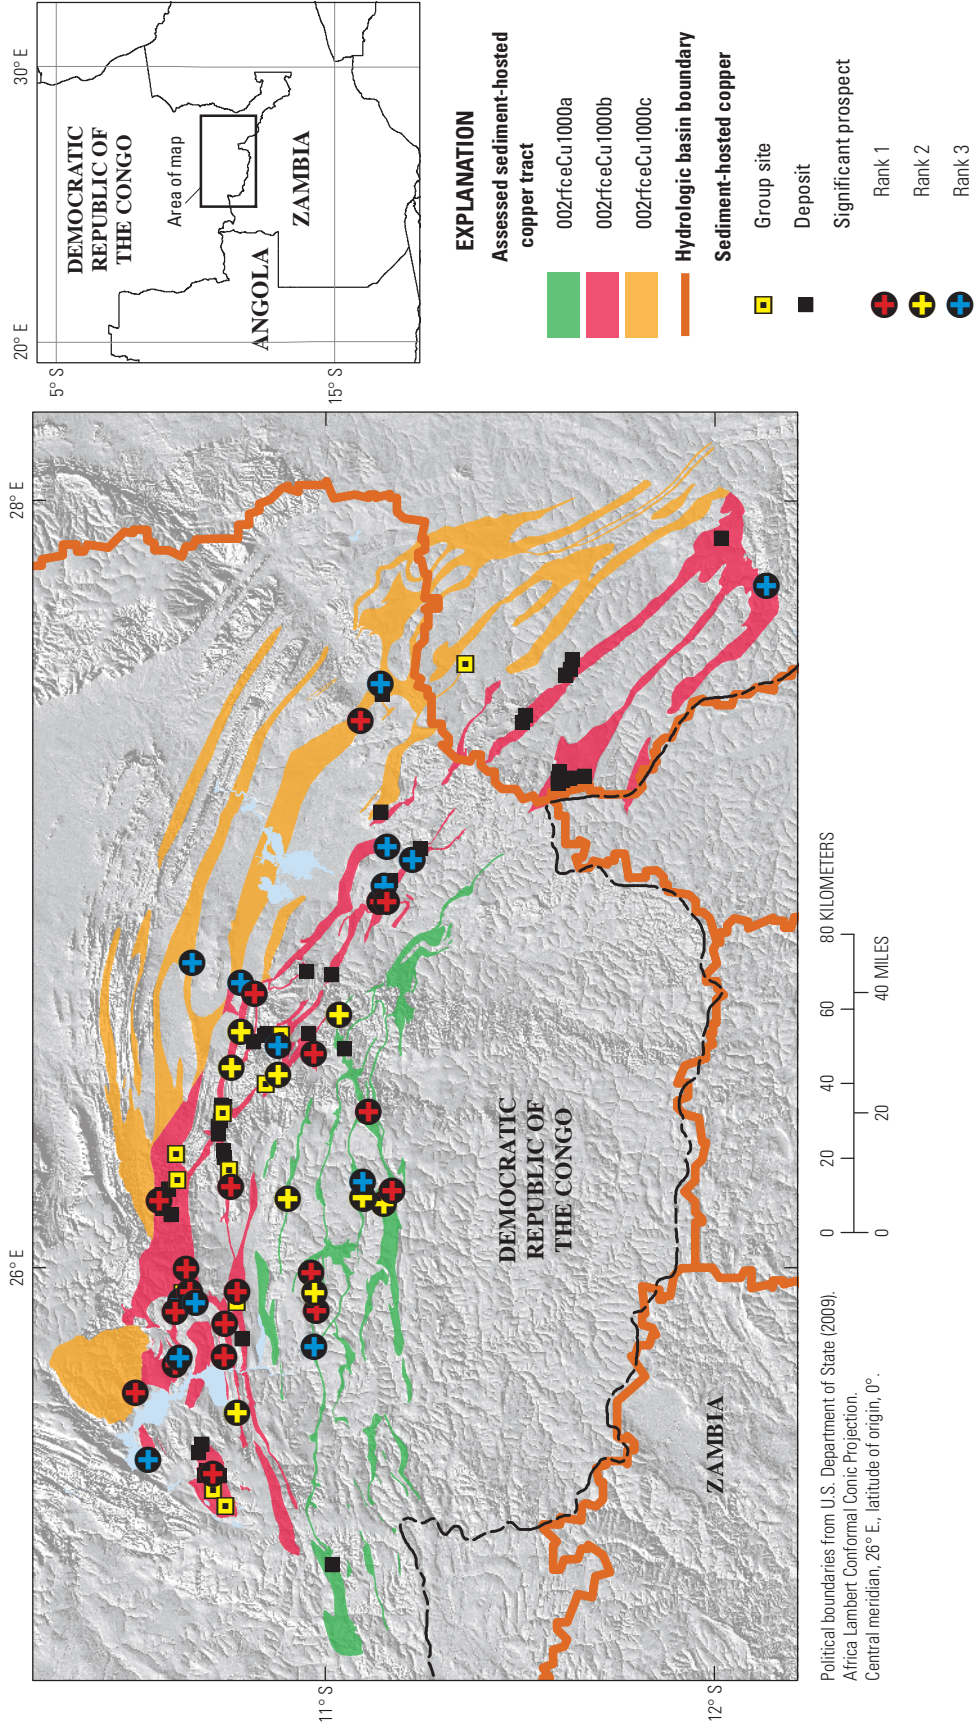 26° E
28° E
11° S
12° S
DEMOCRATIC
REPUBLIC OF
THE CONGO
ZAMBIA
Political boundaries from U.S. Department of State (2009).
Africa Lambert Conformal Conic Projection.
Central meridian, 26° E., latitude of origin, 0°.
0 20 40 60 80 KILOMETERS
0 20 40 MILES
20° E
30° E
5° S
15° S
DEMOCRATIC
REPUBLIC OF
THE CONGO
Area of map
ANGOLA
ZAMBIA
EXPLANATION
Assessed sediment-hosted
copper tract
002rfceCu1000a
002rfceCu1000b
002rfceCu1000c
Hydrologic basin boundary
Sediment-hosted copper
Group site
Deposit
Significant prospect
Rank 1
Rank 2
Rank 3